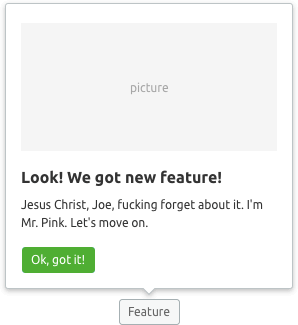 picture
Look! We got new feature!
Jesus Christ, Joe, fucking forget about it. I'm
Mr. Pink. Let's move on.
Ok, got it!
Feature